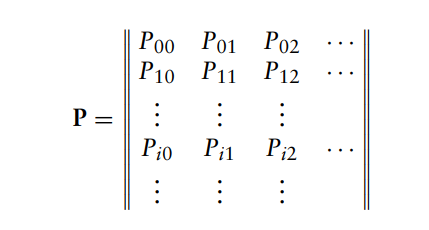 P₀₀ P₀₁ P₀₂ ⋯
P₁₀ P₁₁ P₁₂ ⋯
⋮ ⋮ ⋮
P = Pᵢ₀ Pᵢ₁ Pᵢ₂ ⋯
⋮ ⋮ ⋮